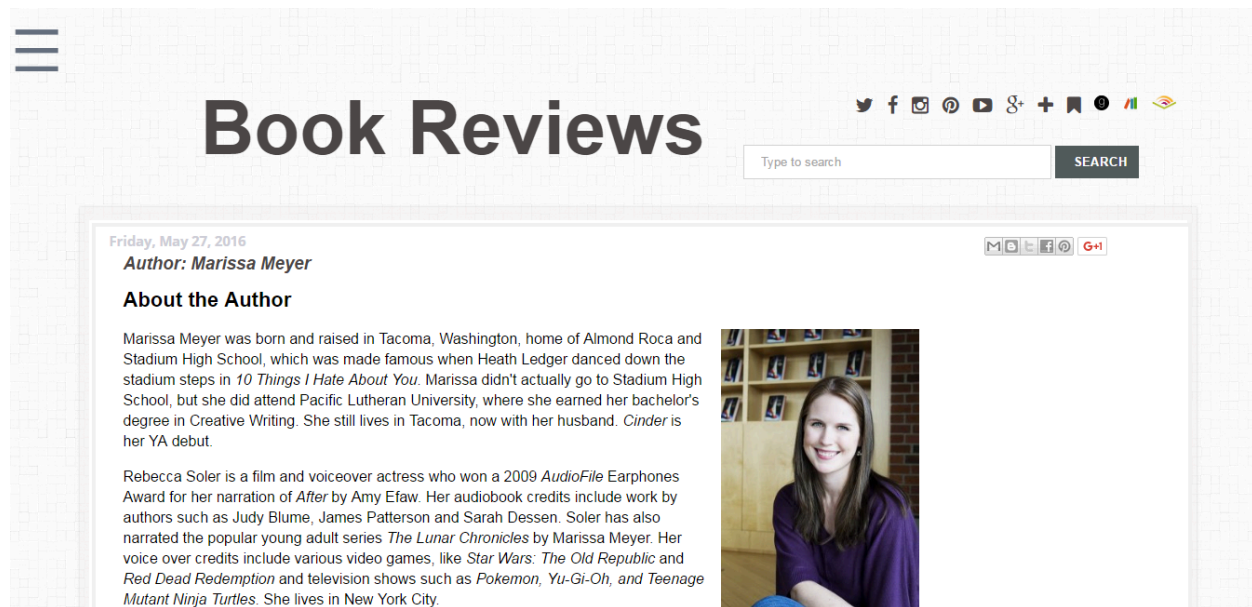 Book Reviews
Type to search
SEARCH
Friday, May 27, 2016
G+1
Author: Marissa Meyer
About the Author
Marissa Meyer was born and raised in Tacoma, Washington, home of Almond Roca and
Stadium High School, which was made famous when Heath Ledger danced down the
stadium steps in 10 Things I Hate About You. Marissa didn't actually go to Stadium High
School, but she did attend Pacific Lutheran University, where she earned her bachelor's
degree in Creative Writing. She still lives in Tacoma, now with her husband. Cinder is
her YA debut.
Rebecca Soler is a film and voiceover actress who won a 2009 AudioFile Earphones
Award for her narration of After by Amy Efaw. Her audiobook credits include work by
authors such as Judy Blume, James Patterson and Sarah Dessen. Soler has also
narrated the popular young adult series The Lunar Chronicles by Marissa Meyer. Her
voice over credits include various video games, like Star Wars: The Old Republic and
Red Dead Redemption and television shows such as Pokemon, Yu-Gi-Oh, and Teenage
Mutant Ninja Turtles. She lives in New York City.